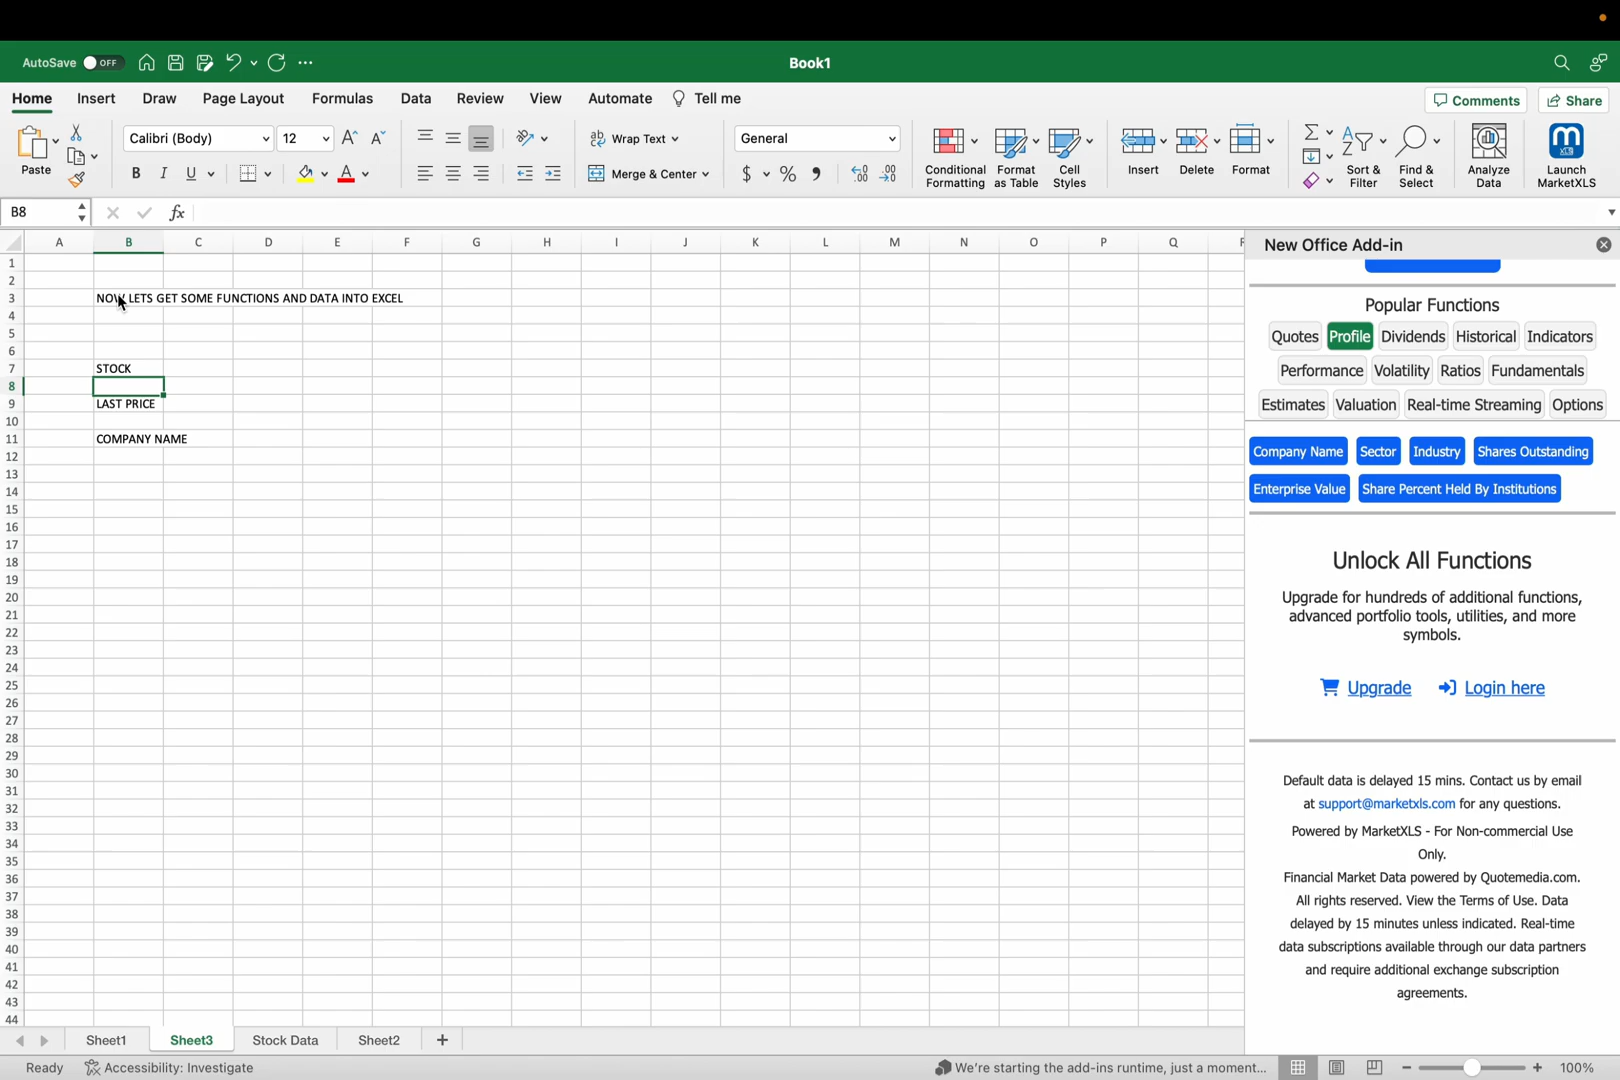 AutoSave OFF Book1
Home Insert Draw Page Layout Formulas Data Review View Automate Tell me Comments Share
Paste Calibri (Body) 12 Wrap Text General
B I U Merge & Center $ % Conditional Formatting Format as Table Cell Styles Insert Delete Format Sort & Filter Find & Select Analyze Data Launch MarketXLS
B8 fx
A B C D E F G H I J K L M N O P Q
New Office Add-in
1
2
3 NOW LETS GET SOME FUNCTIONS AND DATA INTO EXCEL
4
5
6
7 STOCK
8
9 LAST PRICE
10
11 COMPANY NAME
12
13
14
15
16
17
18
19
20
21
22
23
24
25
26
27
28
29
30
31
32
33
34
35
36
37
38
39
40
41
42
43
44
Popular Functions
Quotes Profile Dividends Historical Indicators
Performance Volatility Ratios Fundamentals
Estimates Valuation Real-time Streaming Options
Company Name Sector Industry Shares Outstanding
Enterprise Value Share Percent Held By Institutions
Unlock All Functions
Upgrade for hundreds of additional functions,
advanced portfolio tools, utilities, and more
symbols.
Upgrade Login here
Default data is delayed 15 mins. Contact us by email
at support@marketxls.com for any questions.
Powered by MarketXLS - For Non-commercial Use
Only.
Financial Market Data powered by Quotemedia.com.
All rights reserved. View the Terms of Use. Data
delayed by 15 minutes unless indicated. Real-time
data subscriptions available through our data partners
and require additional exchange subscription
agreements.
Sheet1 Sheet3 Stock Data Sheet2 +
Ready Accessibility: Investigate We're starting the add-ins runtime, just a moment... 100%